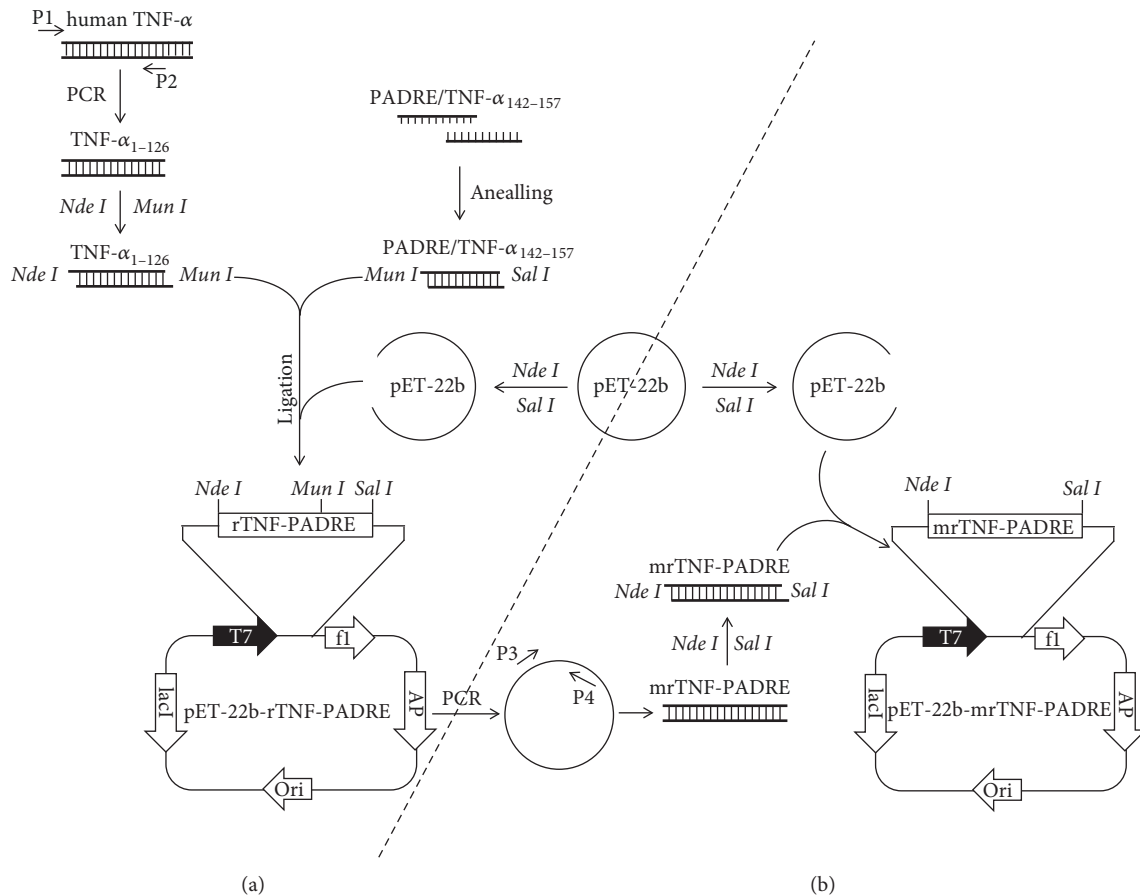 P1 human TNF-α
P2
PCR
TNF-α1–126
Nde I Mun I
TNF-α1–126
Nde I Mun I
PADRE/TNF-α142–157
Anealling
PADRE/TNF-α142–157
Mun I Sal I
Ligation
pET-22b
Nde I
Sal I
pET-22b
Nde I
Sal I
pET-22b
Nde I Mun I Sal I
rTNF-PADRE
T7 f1
lacI
pET-22b-rTNF-PADRE
AP
Ori
PCR
P3
P4
mrTNF-PADRE
Nde I Sal I
mrTNF-PADRE
Nde I Sal I
Nde I Sal I
mrTNF-PADRE
T7 f1
lacI
pET-22b-mrTNF-PADRE
AP
Ori
(a) (b)